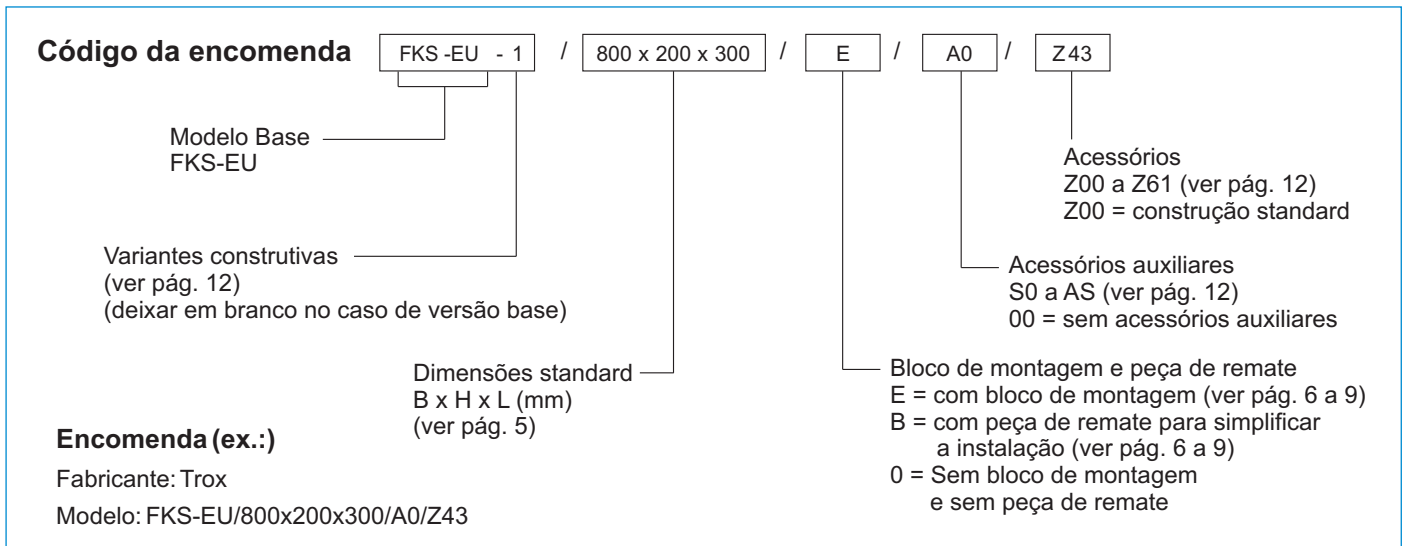 Código da encomenda FKS -EU - 1 / 800 x 200 x 300 / E / A0 / Z43
Modelo Base
FKS-EU
Acessórios
Z00 a Z61 (ver pág. 12)
Z00 = construção standard
Variantes construtivas
(ver pág. 12)
(deixar em branco no caso de versão base)
Acessórios auxiliares
S0 a AS (ver pág. 12)
00 = sem acessórios auxiliares
Dimensões standard
B x H x L (mm)
(ver pág. 5)
Bloco de montagem e peça de remate
E = com bloco de montagem (ver pág. 6 a 9)
B = com peça de remate para simplificar
a instalação (ver pág. 6 a 9)
0 = Sem bloco de montagem
e sem peça de remate
Encomenda (ex.:)
Fabricante: Trox
Modelo: FKS-EU/800x200x300/A0/Z43